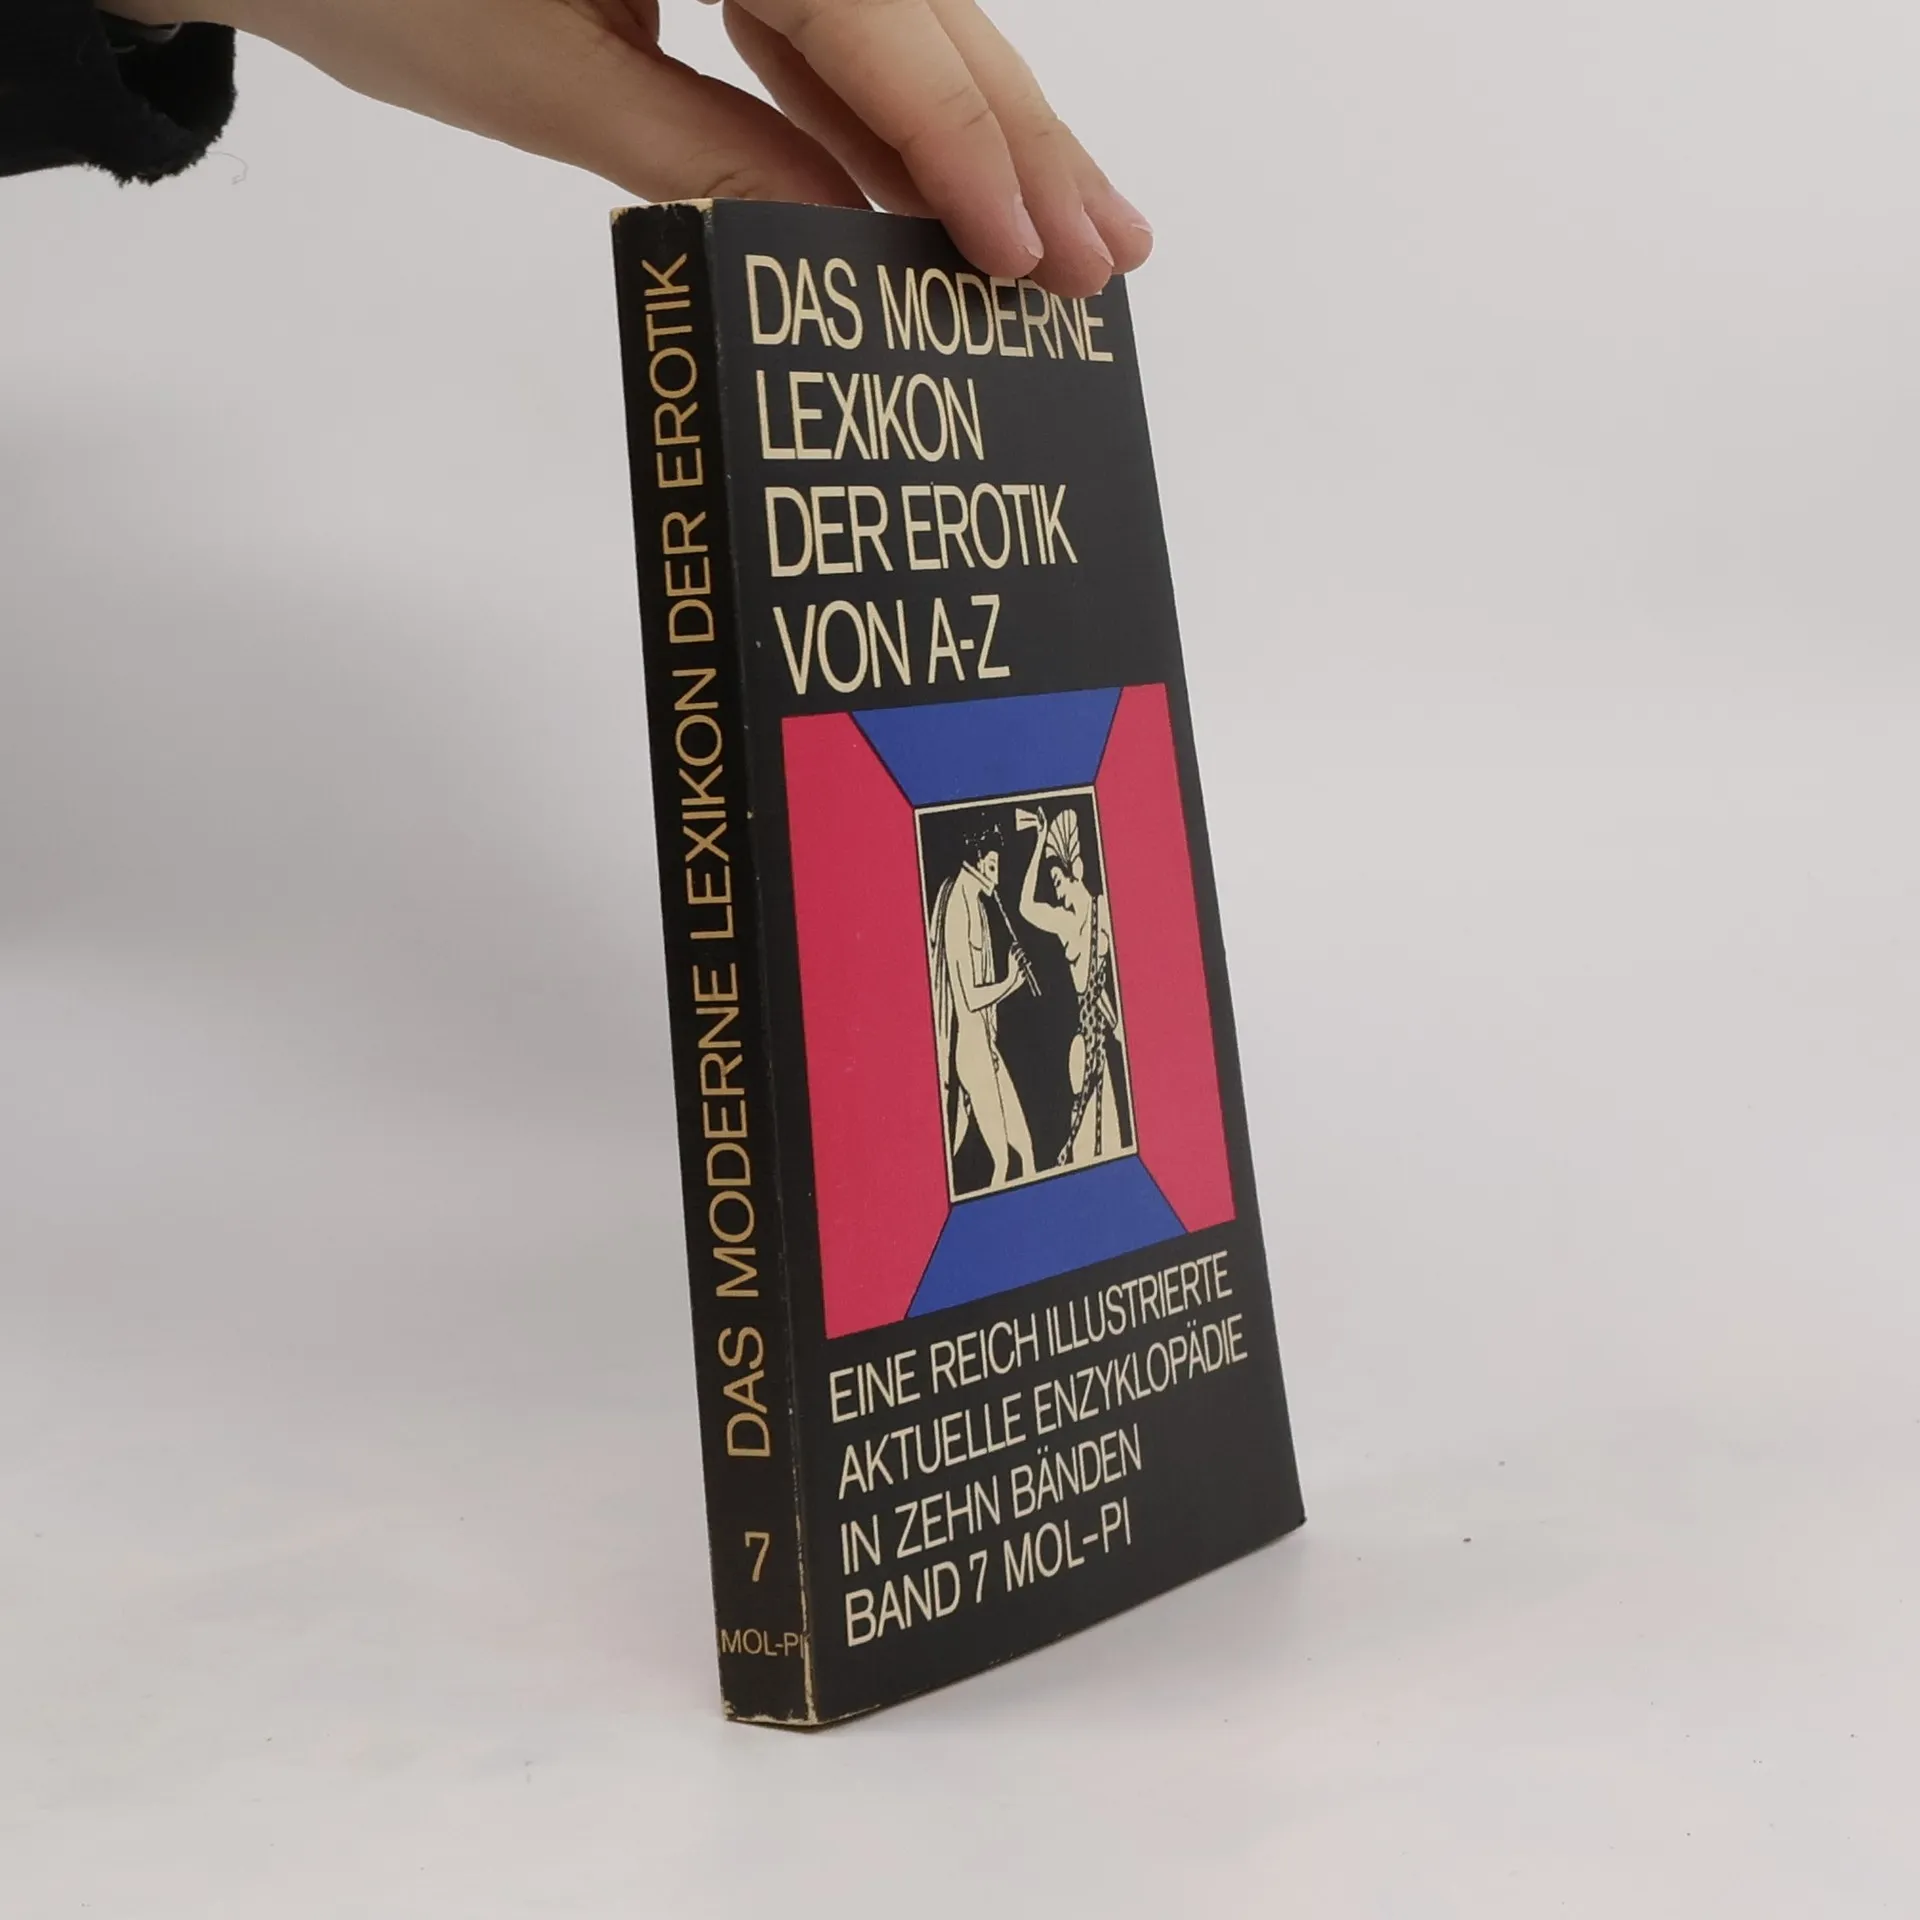 DAS MODERNE LEXIKON DER EROTIK
7
MOL-PI
DAS MODERNE
LEXIKON
DER EROTIK
VON A-Z
EINE REICH ILLUSTRIERTE
AKTUELLE ENZYKLOPÄDIE
IN ZEHN BÄNDEN
BAND 7 MOL-PI